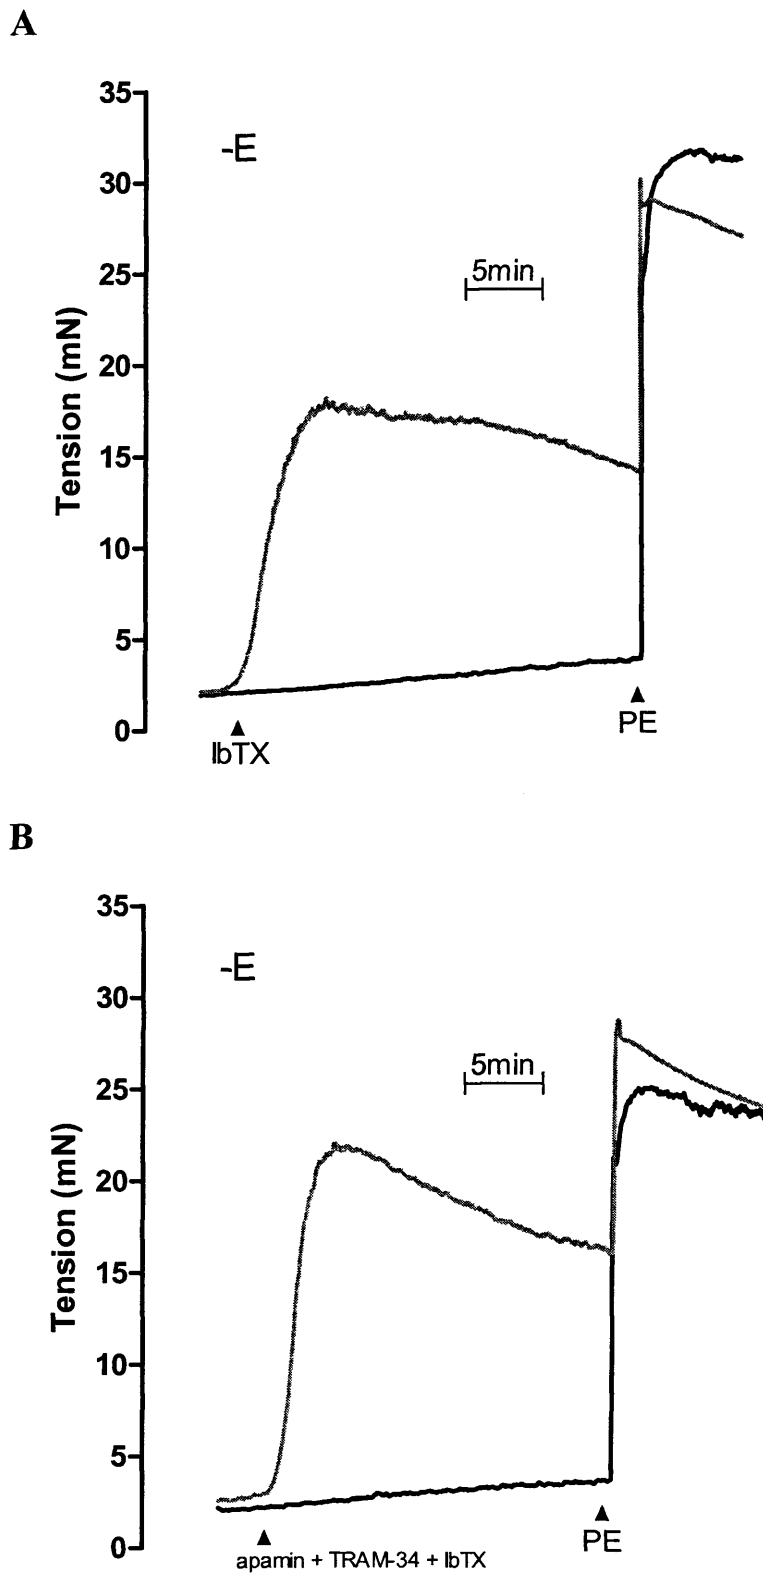 A
35
-E
30
5min
25
20
Tension (mN)
15
10
5
0
▲ ▲
IbTX PE
B
35
-E
30
5min
25
20
Tension (mN)
15
10
5
0
▲ ▲
PE
apamin + TRAM-34 + IbTX